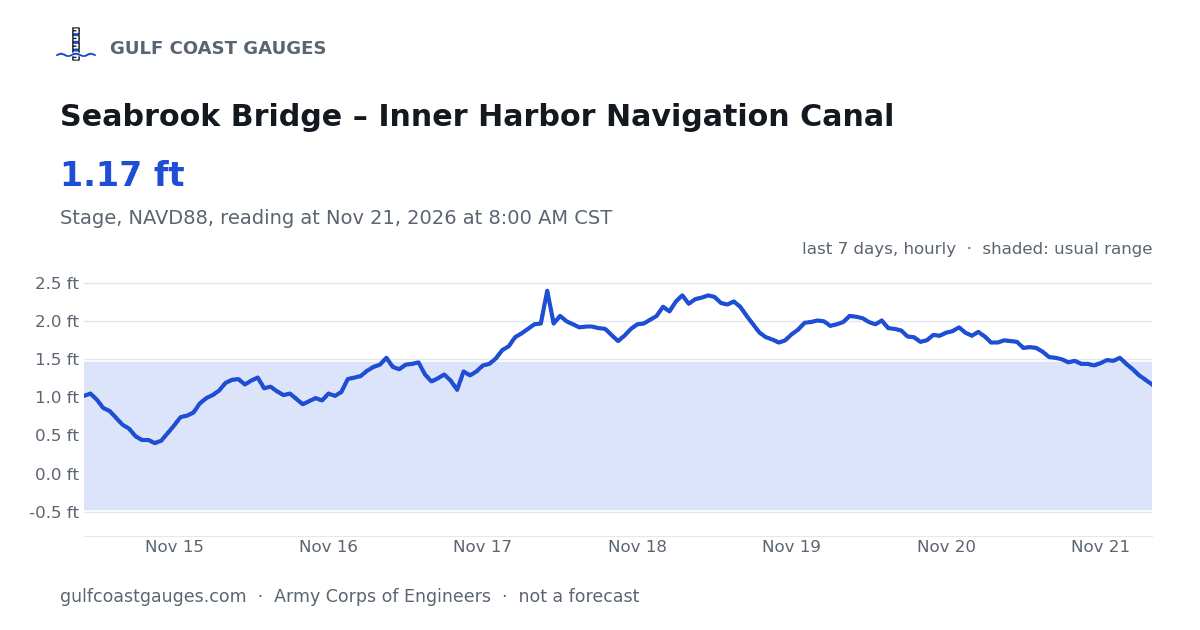 GULF COAST GAUGES
Seabrook Bridge – Inner Harbor Navigation Canal
1.17 ft
Stage, NAVD88, reading at Nov 21, 2026 at 8:00 AM CST
last 7 days, hourly · shaded: usual range
2.5 ft
2.0 ft
1.5 ft
1.0 ft
0.5 ft
0.0 ft
-0.5 ft
Nov 15 Nov 16 Nov 17 Nov 18 Nov 19 Nov 20 Nov 21
gulfcoastgauges.com · Army Corps of Engineers · not a forecast